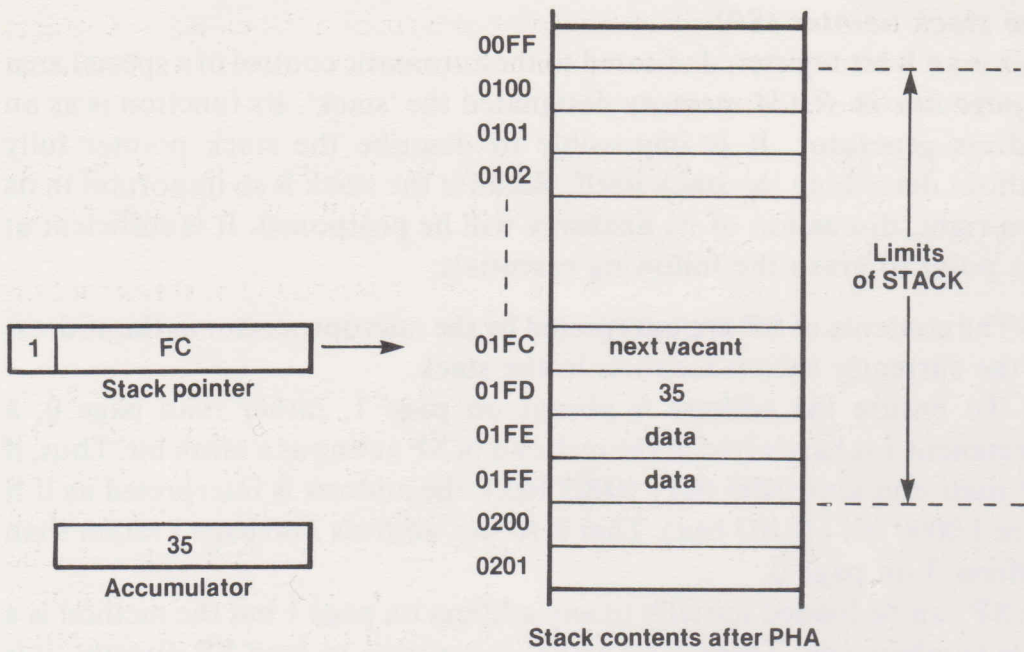 00FF
0100
0101
0102
Limits
of STACK
1 FC
Stack pointer
01FC next vacant
01FD 35
01FE data
01FF data
0200
0201
35
Accumulator
Stack contents after PHA